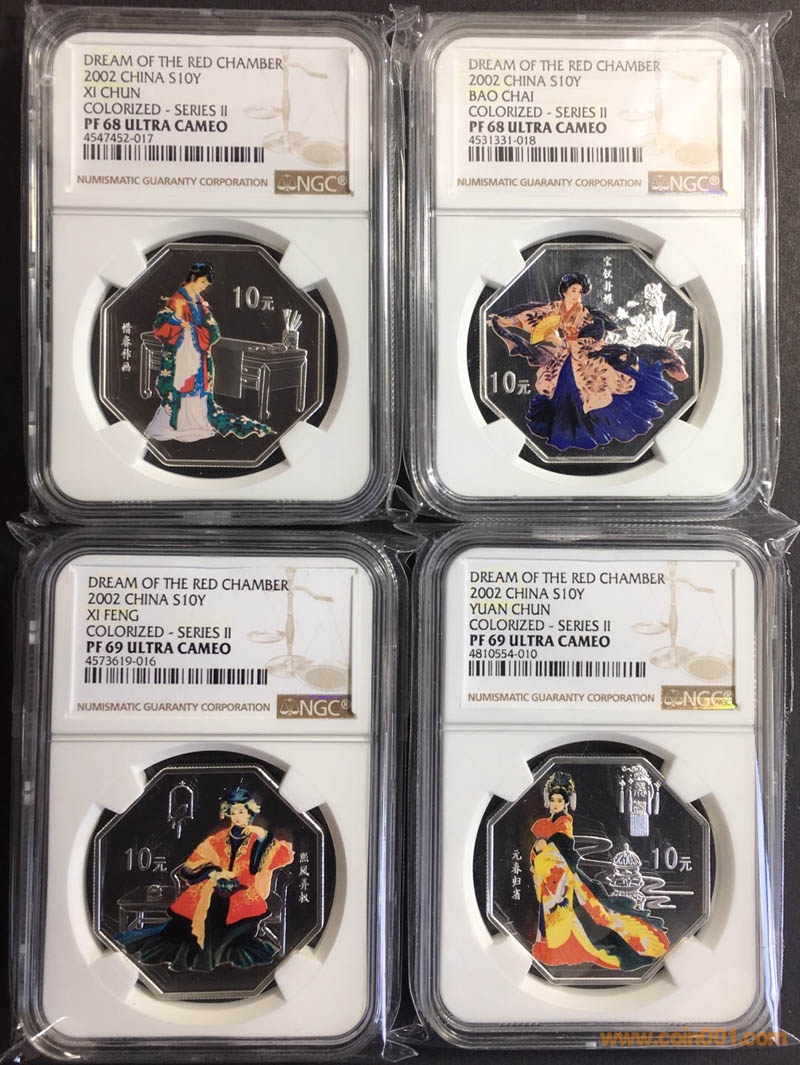 DREAM OF THE RED CHAMBER
2002 CHINA S10Y
XI CHUN
COLORIZED - SERIES II
PF 68 ULTRA CAMEO
4547452-017
NUMISMATIC GUARANTY CORPORATION
NGC®
10元
惜春作画
DREAM OF THE RED CHAMBER
2002 CHINA S10Y
BAO CHAI
COLORIZED - SERIES II
PF 68 ULTRA CAMEO
4531331-018
NUMISMATIC GUARANTY CORPORATION
NGC®
宝钗扑蝶
10元
DREAM OF THE RED CHAMBER
2002 CHINA S10Y
XI FENG
COLORIZED - SERIES II
PF 69 ULTRA CAMEO
4573619-016
NUMISMATIC GUARANTY CORPORATION
NGC®
10元
熙凤弄权
DREAM OF THE RED CHAMBER
2002 CHINA S10Y
YUAN CHUN
COLORIZED - SERIES II
PF 69 ULTRA CAMEO
4810554-010
NUMISMATIC GUARANTY CORPORATION
NGC®
10元
元春归省
www.coin001.com